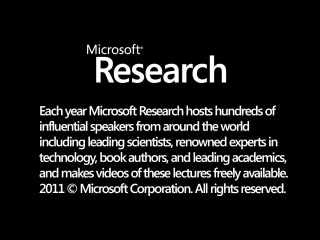 Microsoft®
Research
Each year Microsoft Research hosts hundreds of
influential speakers from around the world
including leading scientists, renowned experts in
technology, book authors, and leading academics,
and makes videos of these lectures freely available.
2011 © Microsoft Corporation. All rights reserved.